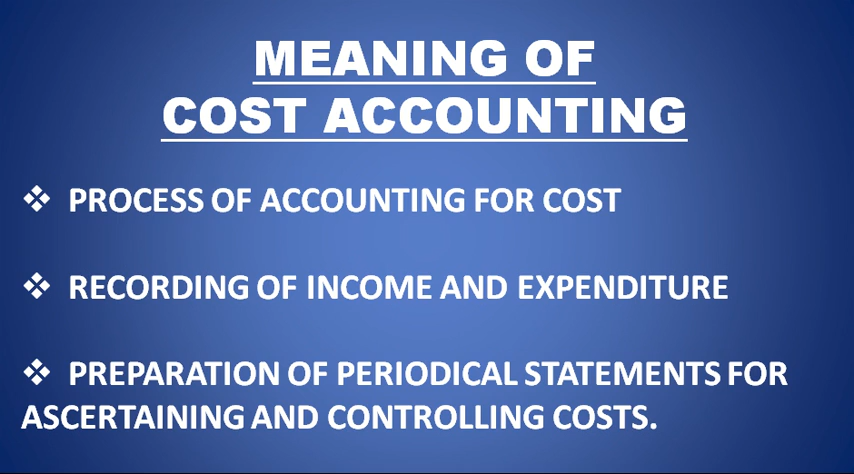 MEANING OF
COST ACCOUNTING
❖ PROCESS OF ACCOUNTING FOR COST
❖ RECORDING OF INCOME AND EXPENDITURE
❖ PREPARATION OF PERIODICAL STATEMENTS FOR
ASCERTAINING AND CONTROLLING COSTS.